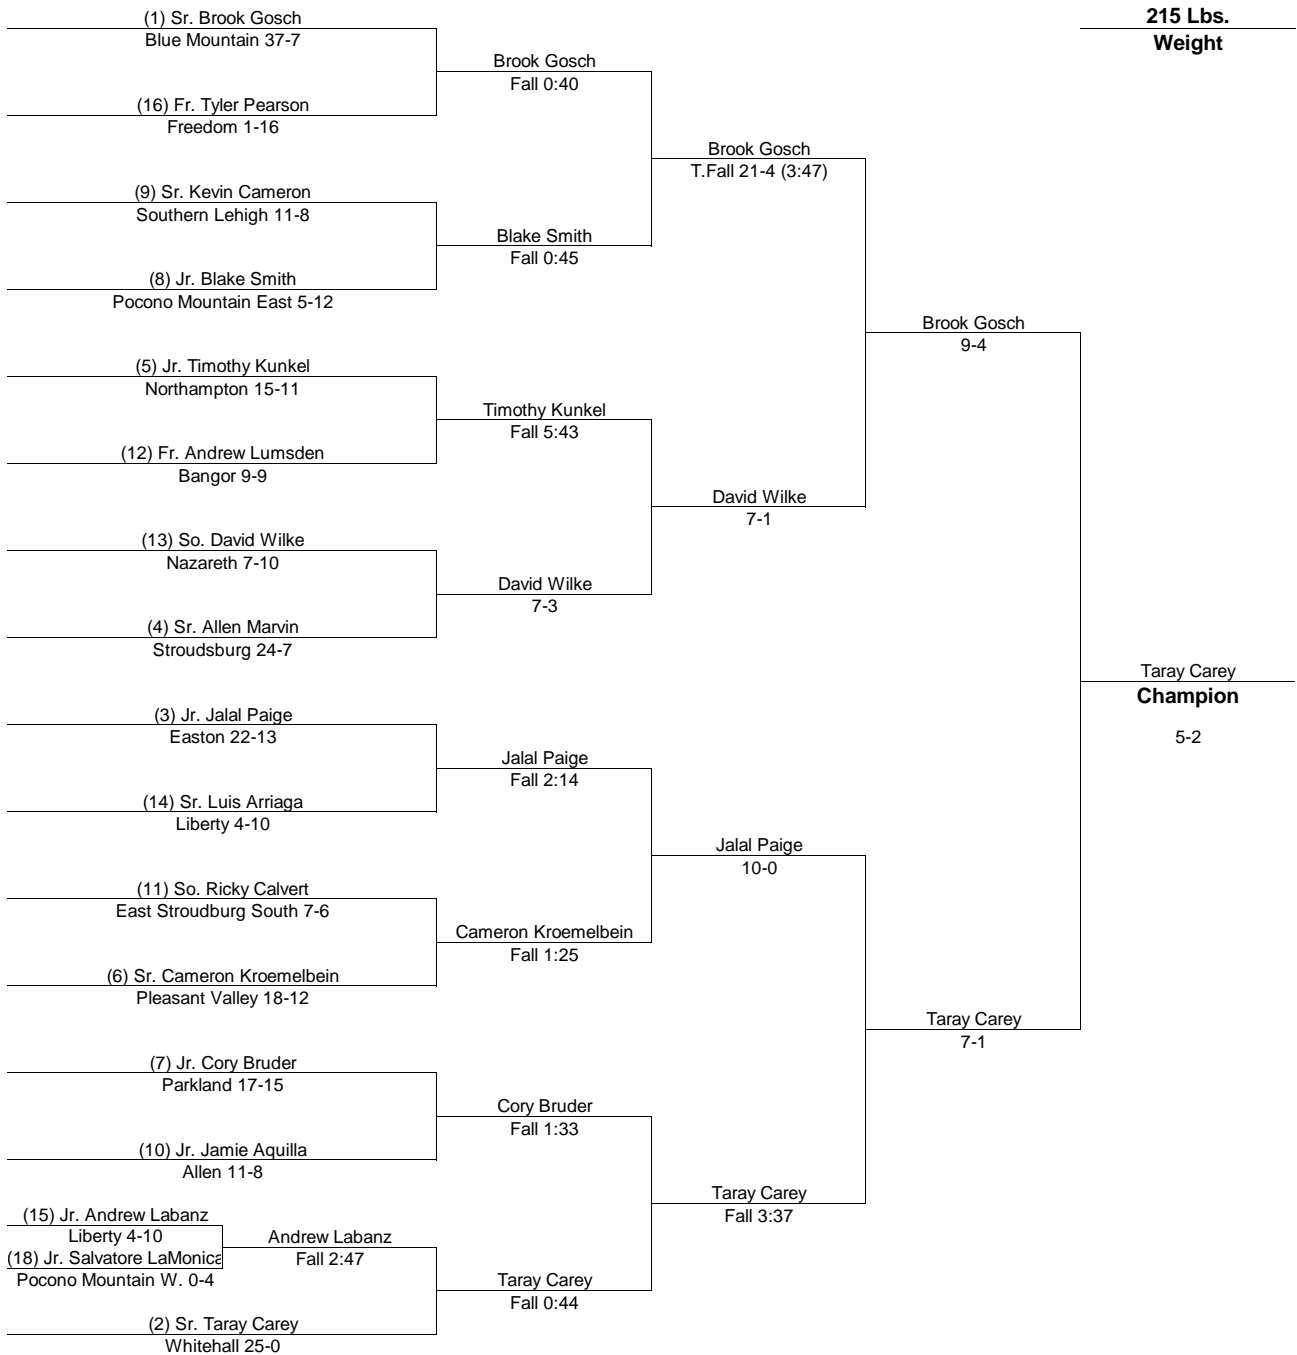 215 Lbs.
Weight
(1) Sr. Brook Gosch
Blue Mountain 37-7
Brook Gosch
Fall 0:40
(16) Fr. Tyler Pearson
Freedom 1-16
Brook Gosch
T.Fall 21-4 (3:47)
(9) Sr. Kevin Cameron
Southern Lehigh 11-8
Blake Smith
Fall 0:45
(8) Jr. Blake Smith
Pocono Mountain East 5-12
Brook Gosch
9-4
(5) Jr. Timothy Kunkel
Northampton 15-11
Timothy Kunkel
Fall 5:43
(12) Fr. Andrew Lumsden
Bangor 9-9
David Wilke
7-1
(13) So. David Wilke
Nazareth 7-10
David Wilke
7-3
(4) Sr. Allen Marvin
Stroudsburg 24-7
Taray Carey
Champion
5-2
(3) Jr. Jalal Paige
Easton 22-13
Jalal Paige
Fall 2:14
(14) Sr. Luis Arriaga
Liberty 4-10
Jalal Paige
10-0
(11) So. Ricky Calvert
East Stroudburg South 7-6
Cameron Kroemelbein
Fall 1:25
(6) Sr. Cameron Kroemelbein
Pleasant Valley 18-12
Taray Carey
7-1
(7) Jr. Cory Bruder
Parkland 17-15
Cory Bruder
Fall 1:33
(10) Jr. Jamie Aquilla
Allen 11-8
Taray Carey
Fall 3:37
(15) Jr. Andrew Labanz
Liberty 4-10
Andrew Labanz
Fall 2:47
(18) Jr. Salvatore LaMonica
Pocono Mountain W. 0-4
Taray Carey
Fall 0:44
(2) Sr. Taray Carey
Whitehall 25-0